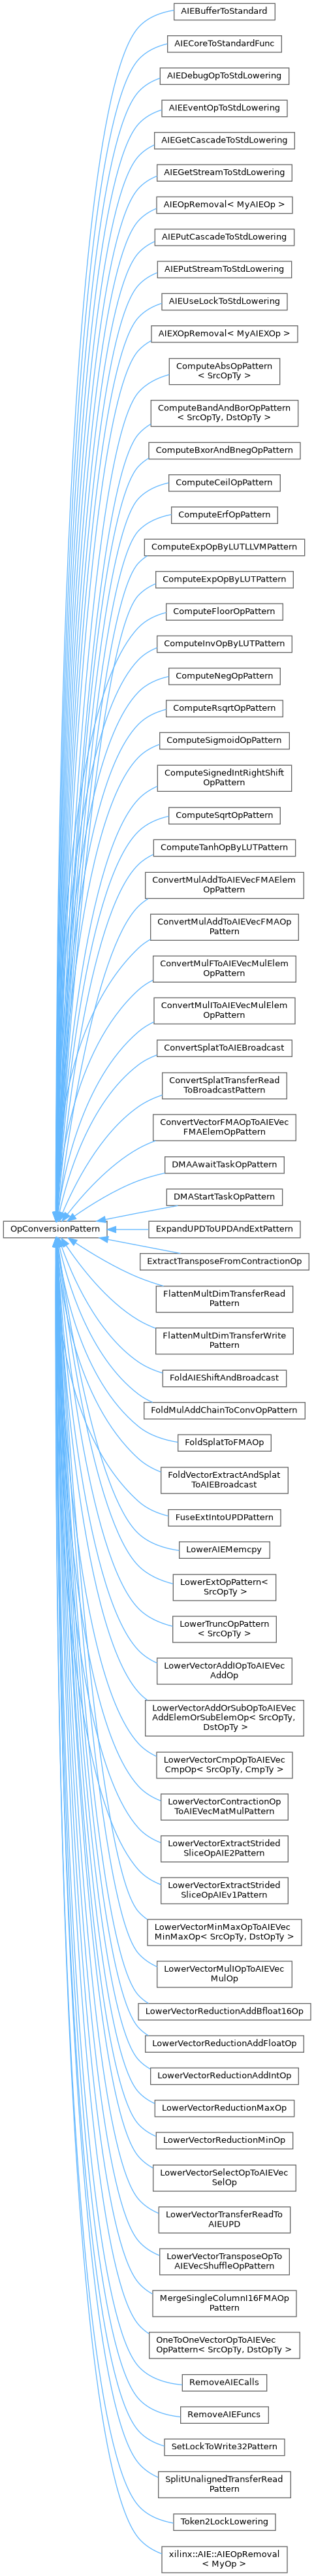 AIEBufferToStandard
AIECoreToStandardFunc
AIEDebugOpToStdLowering
AIEEventOpToStdLowering
AIEGetCascadeToStdLowering
AIEGetStreamToStdLowering
AIEOpRemoval< MyAIEOp >
AIEPutCascadeToStdLowering
AIEPutStreamToStdLowering
AIEUseLockToStdLowering
AIEXOpRemoval< MyAIEXOp >
ComputeAbsOpPattern
< SrcOpTy >
ComputeBandAndBorOpPattern
< SrcOpTy, DstOpTy >
ComputeBxorAndBnegOpPattern
ComputeCeilOpPattern
ComputeErfOpPattern
ComputeExpOpByLUTLLVMPattern
ComputeExpOpByLUTPattern
ComputeFloorOpPattern
ComputeInvOpByLUTPattern
ComputeNegOpPattern
ComputeRsqrtOpPattern
ComputeSigmoidOpPattern
ComputeSignedIntRightShift
OpPattern
ComputeSqrtOpPattern
ComputeTanhOpByLUTPattern
ConvertMulAddToAIEVecFMAElem
OpPattern
ConvertMulAddToAIEVecFMAOp
Pattern
ConvertMulFToAIEVecMulElem
OpPattern
ConvertMulIToAIEVecMulElem
OpPattern
ConvertSplatToAIEBroadcast
ConvertSplatTransferRead
ToBroadcastPattern
ConvertVectorFMAOpToAIEVec
FMAElemOpPattern
DMAAwaitTaskOpPattern
DMAStartTaskOpPattern
OpConversionPattern
ExpandUPDToUPDAndExtPattern
ExtractTransposeFromContractionOp
FlattenMultDimTransferRead
Pattern
FlattenMultDimTransferWrite
Pattern
FoldAIEShiftAndBroadcast
FoldMulAddChainToConvOpPattern
FoldSplatToFMAOp
FoldVectorExtractAndSplat
ToAIEBroadcast
FuseExtIntoUPDPattern
LowerAIEMemcpy
LowerExtOpPattern<
SrcOpTy >
LowerTruncOpPattern
< SrcOpTy >
LowerVectorAddIOpToAIEVec
AddOp
LowerVectorAddOrSubOpToAIEVec
AddElemOrSubElemOp< SrcOpTy,
DstOpTy >
LowerVectorCmpOpToAIEVec
CmpOp< SrcOpTy, CmpTy >
LowerVectorContractionOp
ToAIEVecMatMulPattern
LowerVectorExtractStrided
SliceOpAIE2Pattern
LowerVectorExtractStrided
SliceOpAIEv1Pattern
LowerVectorMinMaxOpToAIEVec
MinMaxOp< SrcOpTy, DstOpTy >
LowerVectorMulIOpToAIEVec
MulOp
LowerVectorReductionAddBfloat16Op
LowerVectorReductionAddFloatOp
LowerVectorReductionAddIntOp
LowerVectorReductionMaxOp
LowerVectorReductionMinOp
LowerVectorSelectOpToAIEVec
SelOp
LowerVectorTransferReadTo
AIEUPD
LowerVectorTransposeOpTo
AIEVecShuffleOpPattern
MergeSingleColumnI16FMAOp
Pattern
OneToOneVectorOpToAIEVec
OpPattern< SrcOpTy, DstOpTy >
RemoveAIECalls
RemoveAIEFuncs
SetLockToWrite32Pattern
SplitUnalignedTransferRead
Pattern
Token2LockLowering
xilinx::AIE::AIEOpRemoval
< MyOp >